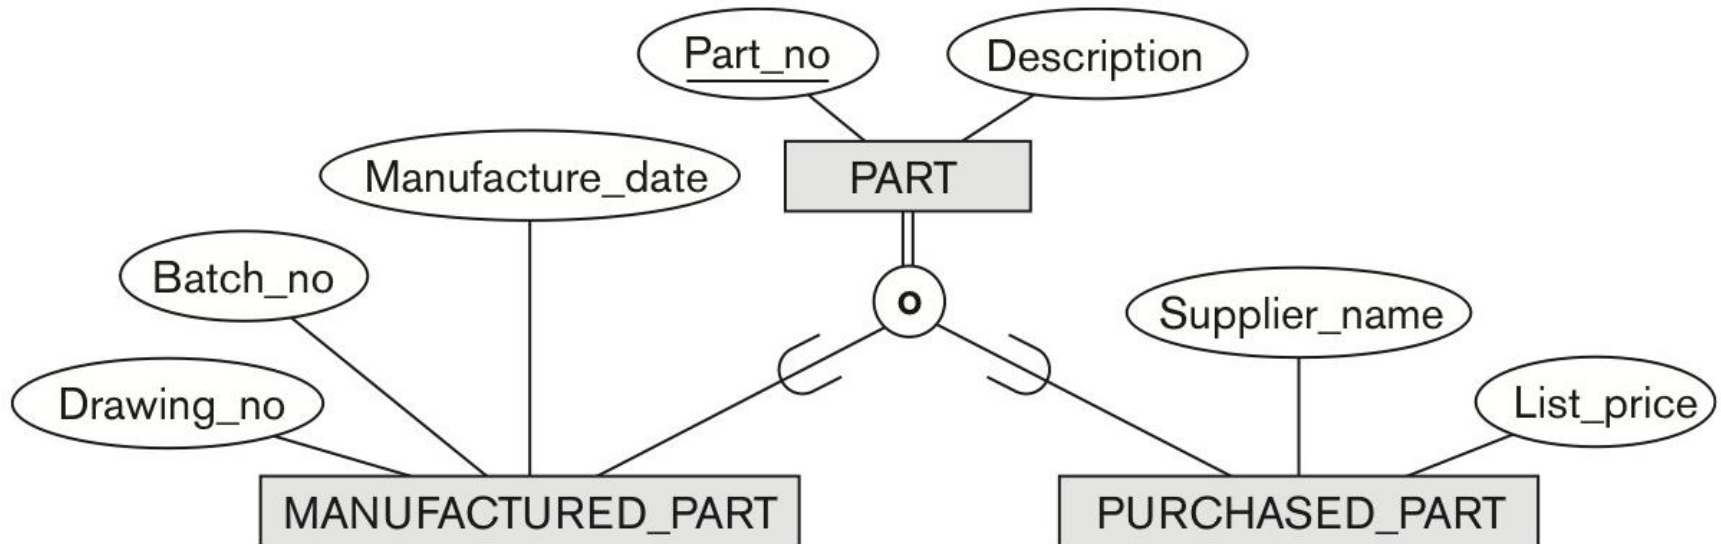 Part_no
Description
Manufacture_date
PART
Batch_no
o
Supplier_name
Drawing_no
List_price
MANUFACTURED_PART
PURCHASED_PART